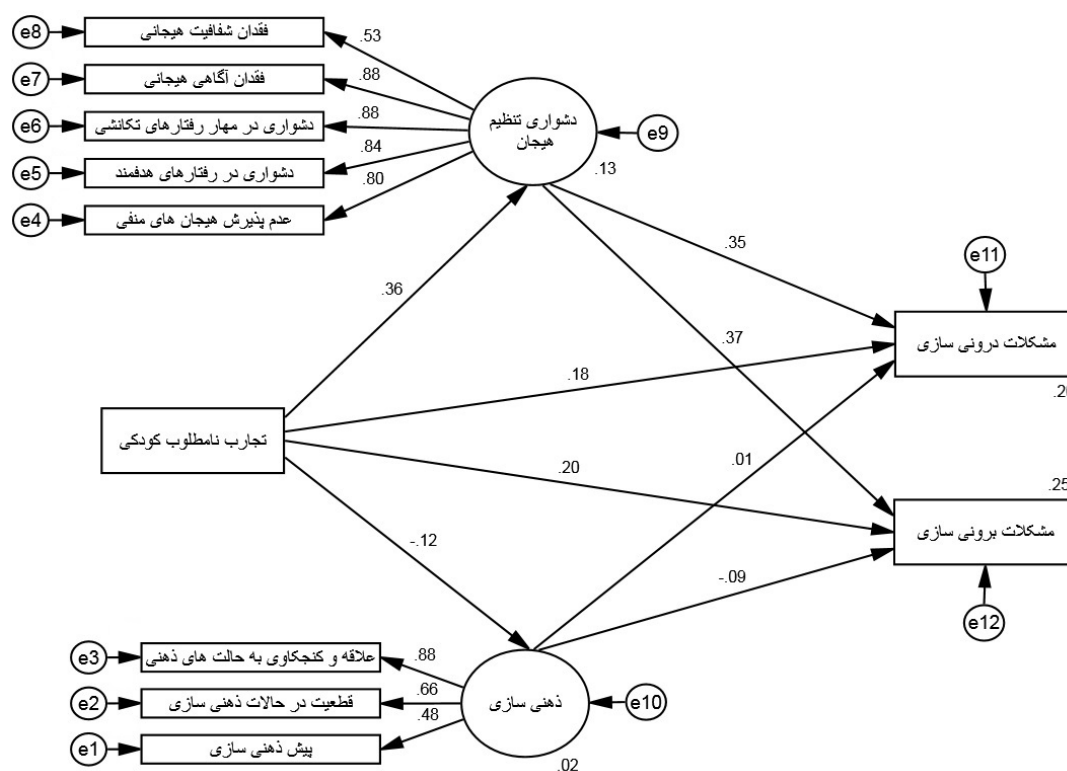 e8
فقدان شفافیت هیجانی
.53
e7
فقدان آگاهی هیجانی
.88
e6
دشواری در مهار رفتارهای تکانشی
.88
e5
دشواری در رفتارهای هدفمند
.84
e4
عدم پذیرش هیجان های منفی
.80
دشواری تنظیم
هیجان
e9
.13
.35
e11
.36
.37
مشکلات درونی سازی
.20
.18
تجارب نامطلوب کودکی
.20
.01
.25
مشکلات برونی سازی
-.12
-.09
e12
e3
علاقه و کنجکاوی به حالت های ذهنی
.88
e2
قطعیت در حالات ذهنی سازی
.66
e1
پیش ذهنی سازی
.48
ذهنی سازی
e10
.02